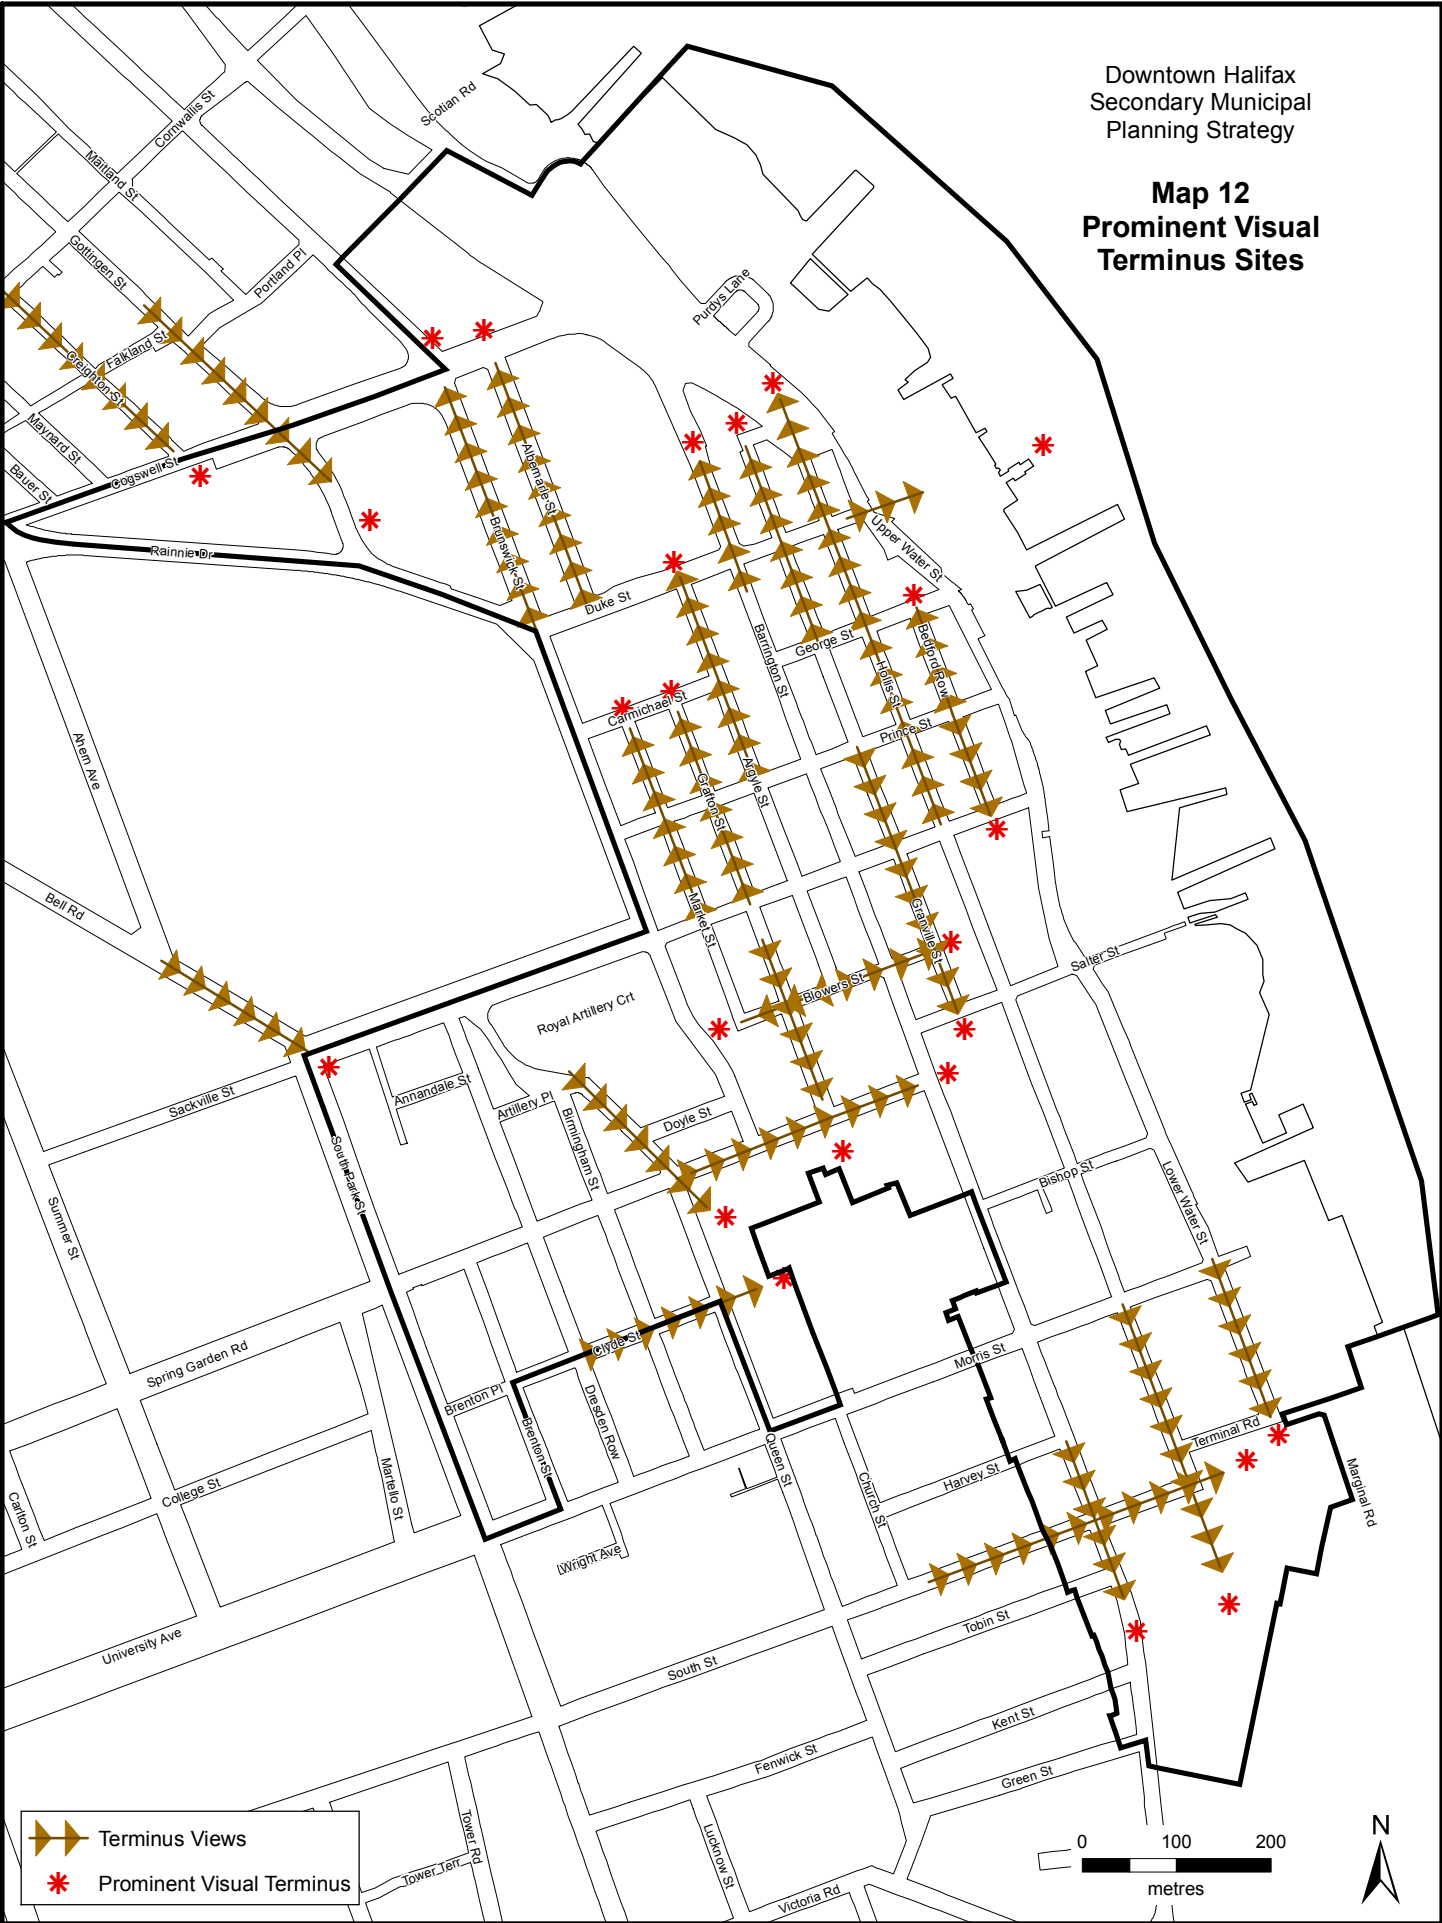 Downtown Halifax
Secondary Municipal
Planning Strategy
Map 12
Prominent Visual
Terminus Sites
Scotian Rd
Cornwallis St
Maitland St
Gottingen St
Portland Pl
Purdys Lane
Falkland St
Creighton St
Maynard St
Bauer St
Cogswell St
Rainnie Dr
Albemarle St
Brunswick St
Upper Water St
Duke St
Barrington St
George St
Bedford Row
Hollis St
Carmichael St
Prince St
Ahern Ave
Argyle St
Grafton St
Bell Rd
Market St
Granville St
Salter St
Blowers St
Royal Artillery Crt
Sackville St
Annandale St
Artillery Pl
Birmingham St
Doyle St
South Park St
Bishop St
Lower Water St
Summer St
Spring Garden Rd
Clyde St
Morris St
Brenton Pl
Dresden Row
Brenton St
Queen St
Terminal Rd
Marginal Rd
Harvey St
Church St
Martello St
College St
Carlton St
Wright Ave
Tobin St
University Ave
South St
Kent St
Fenwick St
Green St
Tower Rd
Tower Terr
Lucknow St
Victoria Rd
Terminus Views
Prominent Visual Terminus
0 100 200
metres
N